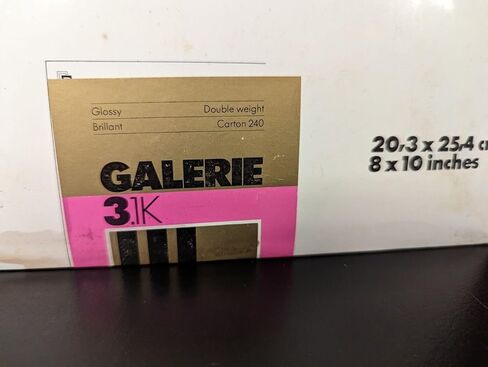 Glossy Double weight
Brillant Carton 240
GALERIE
3.1K
20,3 x 25,4 c
8 x 10 inches